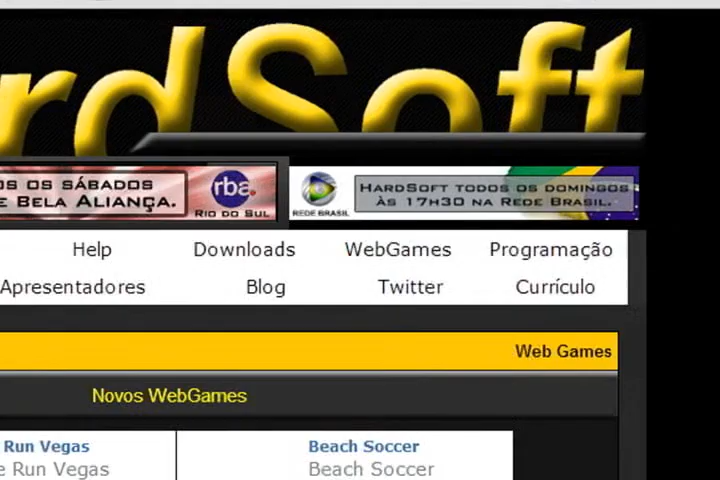 rdSoft
OS OS SÁBADOS
E BELA ALIANÇA.
rba.
RIO DO SUL
REDE BRASIL
HARDSOFT TODOS OS DOMINGOS
ÀS 17H30 NA REDE BRASIL.
Help Downloads WebGames Programação
Apresentadores Blog Twitter Currículo
Web Games
Novos WebGames
Run Vegas Beach Soccer
e Run Vegas Beach Soccer